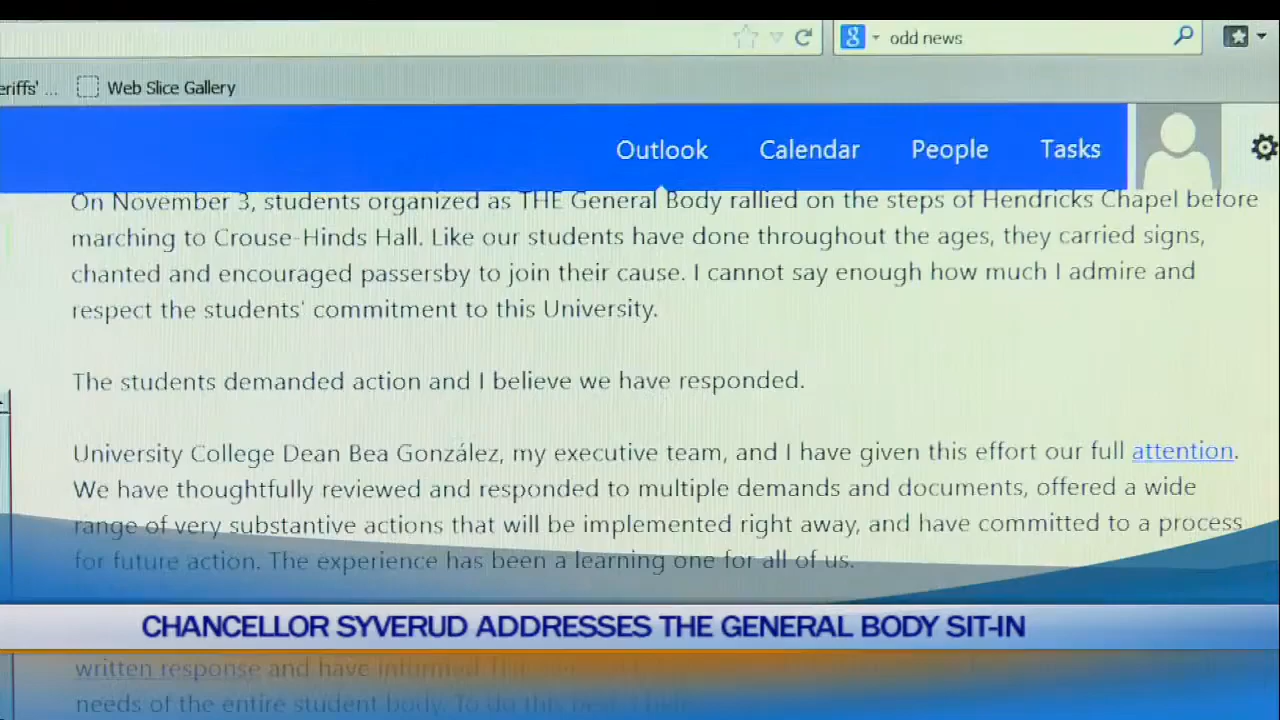 odd news
eriffs' ...
Web Slice Gallery
Outlook Calendar People Tasks
On November 3, students organized as THE General Body rallied on the steps of Hendricks Chapel before
marching to Crouse-Hinds Hall. Like our students have done throughout the ages, they carried signs,
chanted and encouraged passersby to join their cause. I cannot say enough how much I admire and
respect the students' commitment to this University.
The students demanded action and I believe we have responded.
University College Dean Bea González, my executive team, and I have given this effort our full attention.
We have thoughtfully reviewed and responded to multiple demands and documents, offered a wide
range of very substantive actions that will be implemented right away, and have committed to a process
for future action. The experience has been a learning one for all of us.
CHANCELLOR SYVERUD ADDRESSES THE GENERAL BODY SIT-IN
written response and have informed
needs of the entire student body. To do this